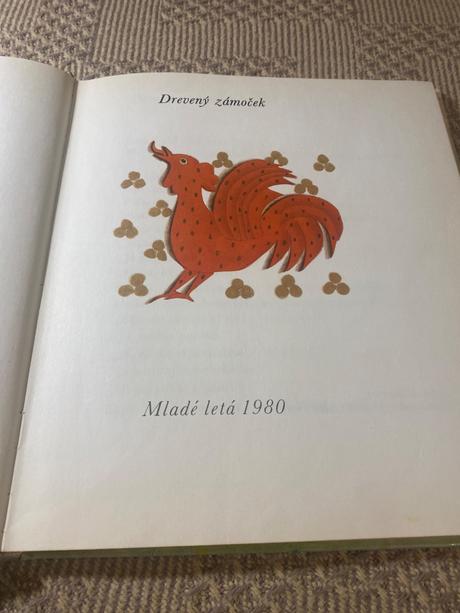 Drevený zámoček
Mladé letá 1980